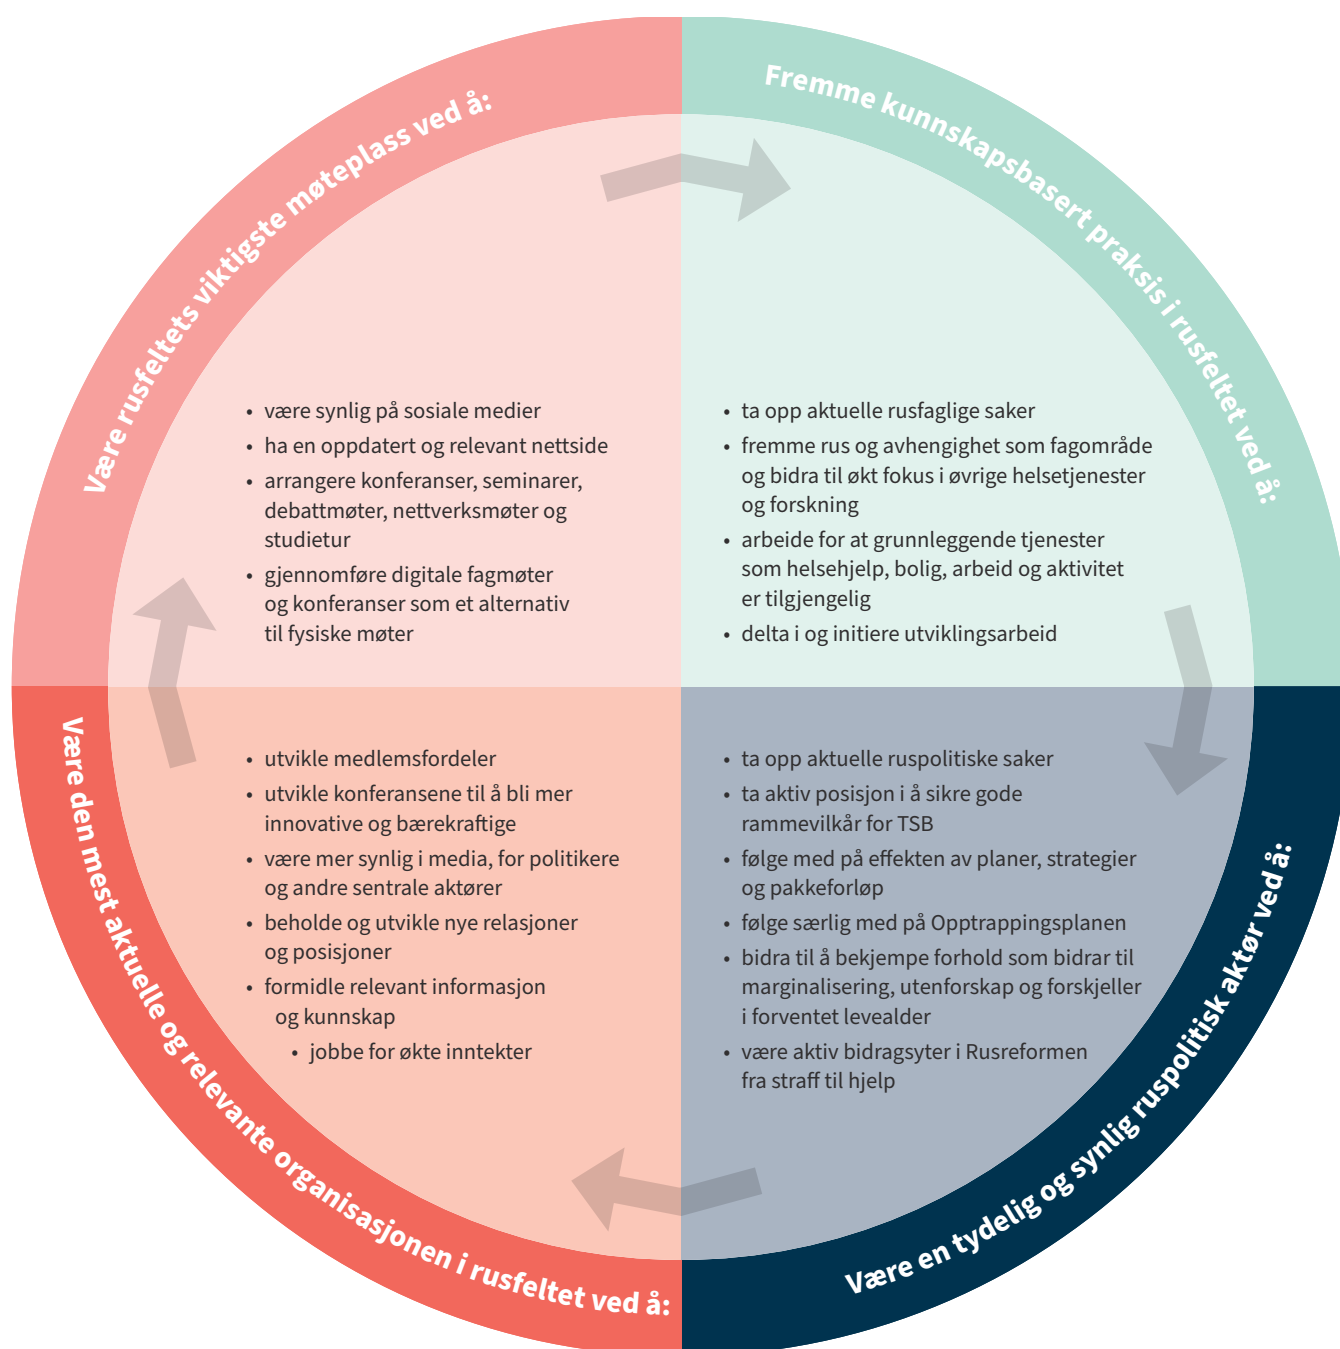 Være rusfeltets viktigste møteplass ved å:
• være synlig på sosiale medier
• ha en oppdatert og relevant nettside
• arrangere konferanser, seminarer,
debattmøter, nettverksmøter og
studietur
• gjennomføre digitale fagmøter
og konferanser som et alternativ
til fysiske møter
Fremme kunnskapsbasert praksis i rusfeltet ved å:
• ta opp aktuelle rusfaglige saker
• fremme rus og avhengighet som fagområde
og bidra til økt fokus i øvrige helsetjenester
og forskning
• arbeide for at grunnleggende tjenester
som helsehjelp, bolig, arbeid og aktivitet
er tilgjengelig
• delta i og initiere utviklingsarbeid
Være en tydelig og synlig ruspolitisk aktør ved å:
• ta opp aktuelle ruspolitiske saker
• ta aktiv posisjon i å sikre gode
rammevilkår for TSB
• følge med på effekten av planer, strategier
og pakkeforløp
• følge særlig med på Opptrappingsplanen
• bidra til å bekjempe forhold som bidrar til
marginalisering, utenforskap og forskjeller
i forventet levealder
• være aktiv bidragsyter i Rusreformen
fra straff til hjelp
Være den mest aktuelle og relevante organisasjonen i rusfeltet ved å:
• utvikle medlemsfordeler
• utvikle konferansene til å bli mer
innovative og bærekraftige
• være mer synlig i media, for politikere
og andre sentrale aktører
• beholde og utvikle nye relasjoner
og posisjoner
• formidle relevant informasjon
og kunnskap
• jobbe for økte inntekter